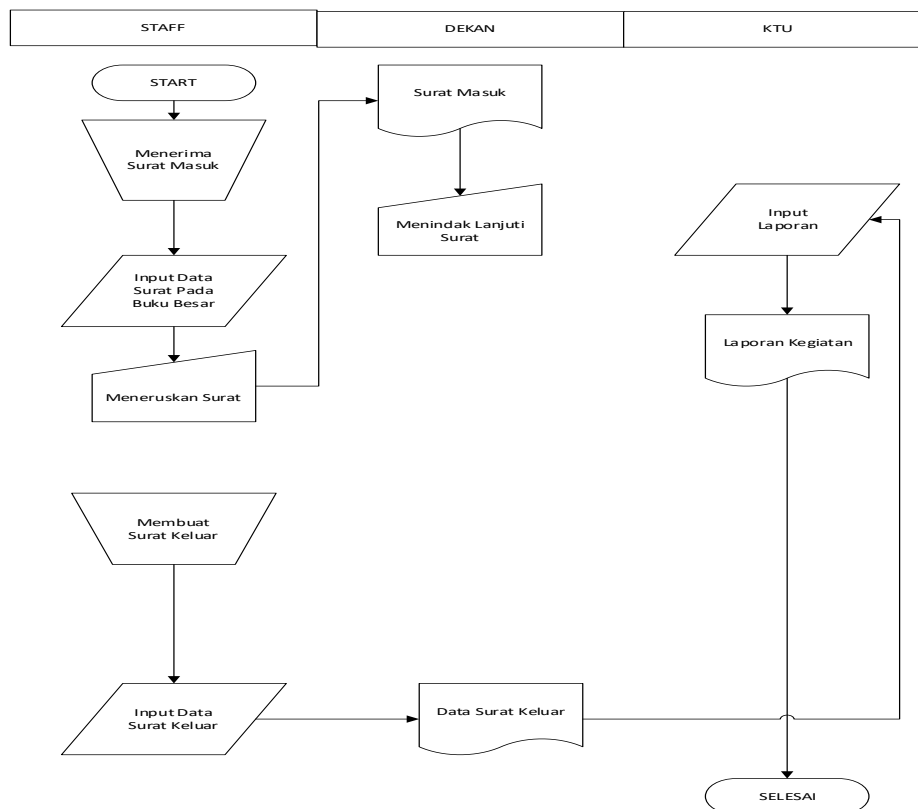 STAFF
DEKAN
KTU
START
Menerima
Surat Masuk
Input Data
Surat Pada
Buku Besar
Meneruskan Surat
Surat Masuk
Menindak Lanjuti
Surat
Input
Laporan
Laporan Kegiatan
Membuat
Surat Keluar
Input Data
Surat Keluar
Data Surat Keluar
SELESAI